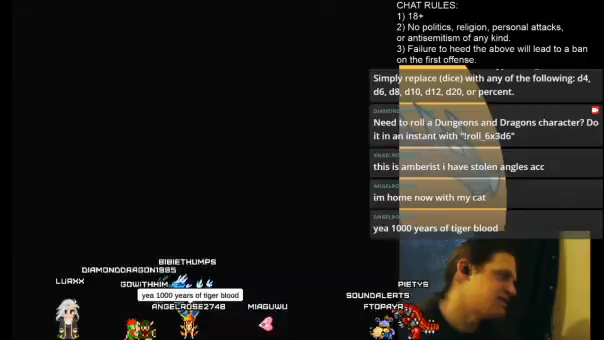 CHAT RULES:
1) 18+
2) No politics, religion, personal attacks,
or antisemitism of any kind.
3) Failure to heed the above will lead to a ban
on the first offense.
Simply replace (dice) with any of the following: d4,
d6, d8, d10, d12, d20, or percent.
Need to roll a Dungeons and Dragons character? Do
it in an instant with "!roll_6x3d6"
this is amberist i have stolen angles acc
im home now with my cat
yea 1000 years of tiger blood
BIBIETHUMPS
DIAMONDDRAGON1985
LURXX
GOWITHHIM
yea 1000 years of tiger blood
ANGELROSE2748
MIAGUWU
PIETYS
SOUNDALERTS
FTOPAYR